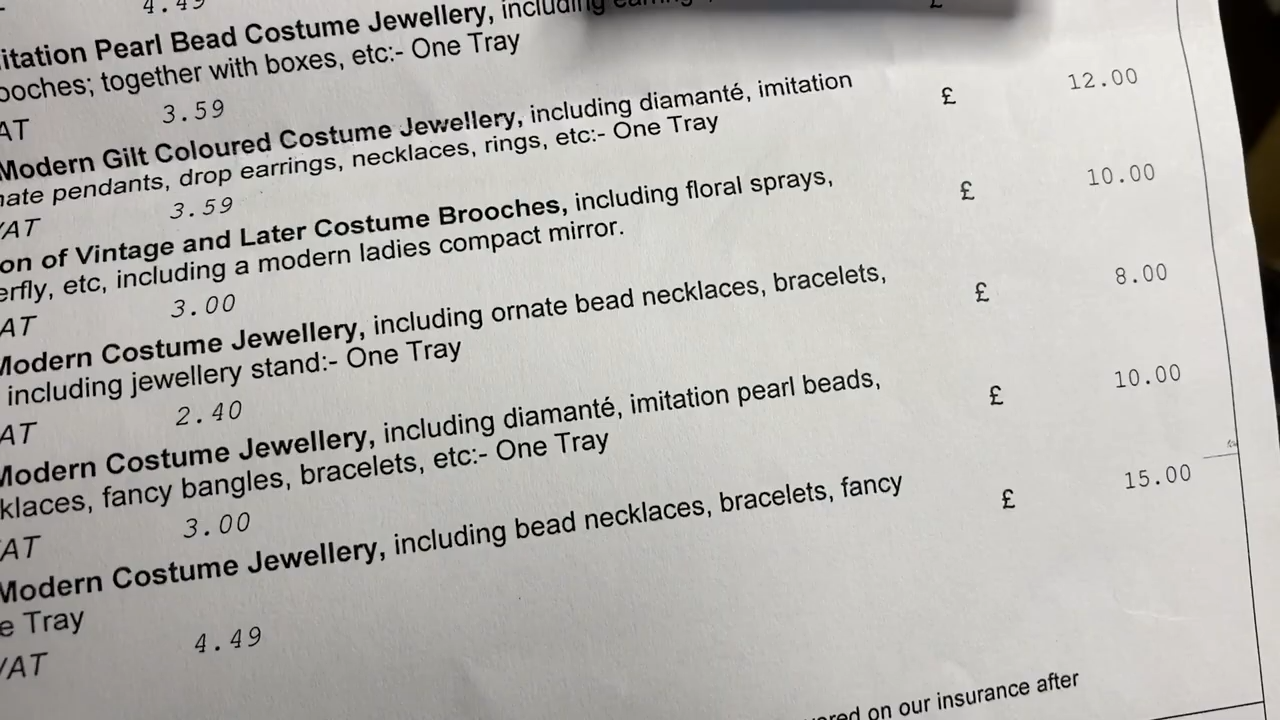 4.49
itation Pearl Bead Costume Jewellery, including
ooches; together with boxes, etc:- One Tray
AT 3.59
Modern Gilt Coloured Costume Jewellery, including diamanté, imitation £ 12.00
nate pendants, drop earrings, necklaces, rings, etc:- One Tray
VAT 3.59
on of Vintage and Later Costume Brooches, including floral sprays, £ 10.00
erfly, etc, including a modern ladies compact mirror.
AT 3.00
Modern Costume Jewellery, including ornate bead necklaces, bracelets, £ 8.00
including jewellery stand:- One Tray
AT 2.40
Modern Costume Jewellery, including diamanté, imitation pearl beads, £ 10.00
klaces, fancy bangles, bracelets, etc:- One Tray
AT 3.00
Modern Costume Jewellery, including bead necklaces, bracelets, fancy £ 15.00
e Tray
VAT 4.49
ered on our insurance after